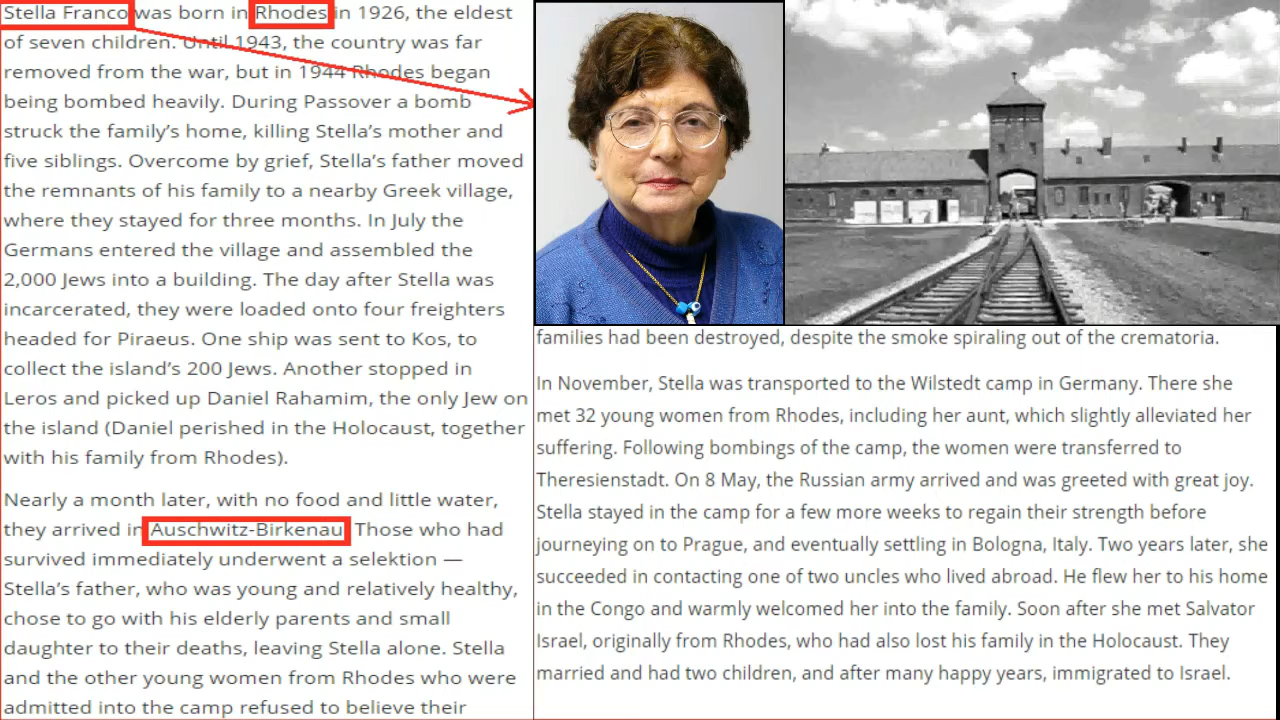 Stella Franco was born in Rhodes in 1926, the eldest
of seven children. Until 1943, the country was far
removed from the war, but in 1944 Rhodes began
being bombed heavily. During Passover a bomb
struck the family’s home, killing Stella’s mother and
five siblings. Overcome by grief, Stella’s father moved
the remnants of his family to a nearby Greek village,
where they stayed for three months. In July the
Germans entered the village and assembled the
2,000 Jews into a building. The day after Stella was
incarcerated, they were loaded onto four freighters
headed for Piraeus. One ship was sent to Kos, to
collect the island’s 200 Jews. Another stopped in
Leros and picked up Daniel Rahamim, the only Jew on
the island (Daniel perished in the Holocaust, together
with his family from Rhodes).
Nearly a month later, with no food and little water,
they arrived in Auschwitz-Birkenau. Those who had
survived immediately underwent a selektion —
Stella’s father, who was young and relatively healthy,
chose to go with his elderly parents and small
daughter to their deaths, leaving Stella alone. Stella
and the other young women from Rhodes who were
admitted into the camp refused to believe their
families had been destroyed, despite the smoke spiraling out of the crematoria.
In November, Stella was transported to the Wilstedt camp in Germany. There she
met 32 young women from Rhodes, including her aunt, which slightly alleviated her
suffering. Following bombings of the camp, the women were transferred to
Theresienstadt. On 8 May, the Russian army arrived and was greeted with great joy.
Stella stayed in the camp for a few more weeks to regain their strength before
journeying on to Prague, and eventually settling in Bologna, Italy. Two years later, she
succeeded in contacting one of two uncles who lived abroad. He flew her to his home
in the Congo and warmly welcomed her into the family. Soon after she met Salvator
Israel, originally from Rhodes, who had also lost his family in the Holocaust. They
married and had two children, and after many happy years, immigrated to Israel.